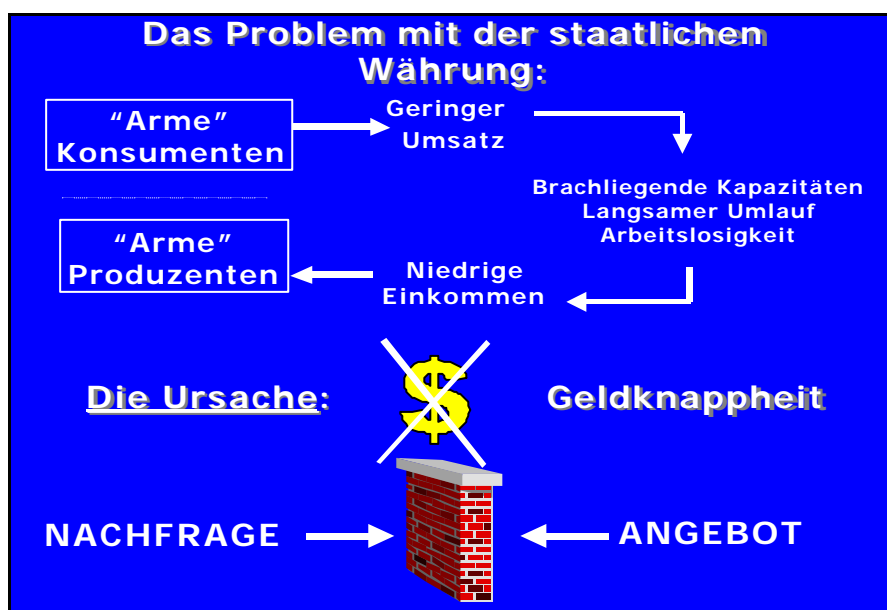 Das Problem mit der staatlichen
Währung:
“Arme”
Konsumenten
Geringer
Umsatz
Brachliegende Kapazitäten
Langsamer Umlauf
Arbeitslosigkeit
“Arme”
Produzenten
Niedrige
Einkommen
Die Ursache:
$
Geldknappheit
NACHFRAGE
ANGEBOT